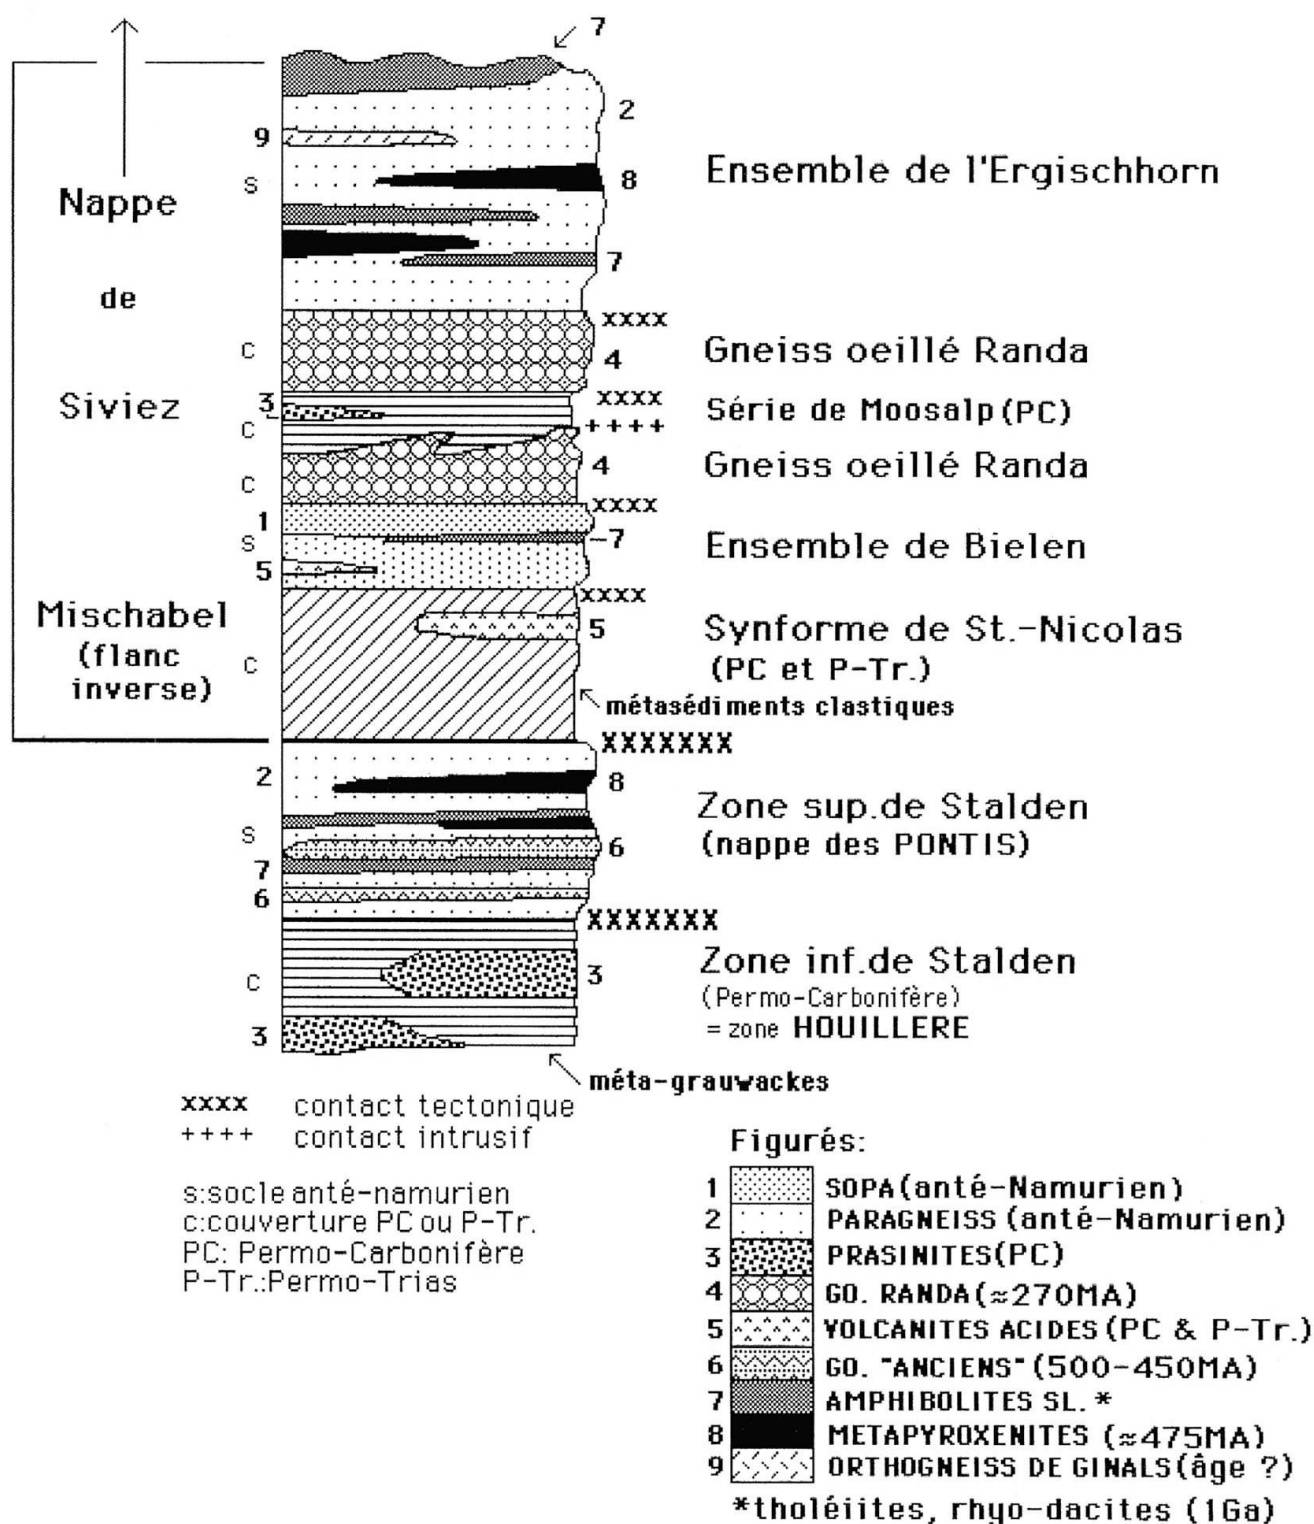 7
2
9
Ensemble de l'Ergischhorn
s
8
Nappe
7
de
xxxx
c
4
Gneiss oeillé Randa
Siviez
3
xxxx
Série de Moosalp (PC)
c
++++
4
Gneiss oeillé Randa
c
xxxx
1
s
7
Ensemble de Bielen
5
xxxx
Mischabel
(flanc
inverse)
5
Synforme de St.-Nicolas
(PC et P-Tr.)
c
métasédiments clastiques
XXXXXXX
2
8
Zone sup.de Stalden
(nappe des PONTIS)
s
6
7
6
XXXXXXX
Zone inf.de Stalden
(Permo-Carbonifère)
= zone HOUILLERE
c
3
3
méta-grauwackes
xxxx contact tectonique
++++ contact intrusif
s:socle anté-namurien
c:couverture PC ou P-Tr.
PC: Permo-Carbonifère
P-Tr.:Permo-Trias
Figurés:
1 SOPA (anté-Namurien)
2 PARAGNEISS (anté-Namurien)
3 PRASINITES (PC)
4 GO. RANDA (≈270MA)
5 VOLCANITES ACIDES (PC & P-Tr.)
6 GO. "ANCIENS" (500-450MA)
7 AMPHIBOLITES SL. *
8 METAPYROXENITES (≈475MA)
9 ORTHOGNEISS DE GINALS (âge ?)
*tholéiites, rhyo-dacites (1Ga)